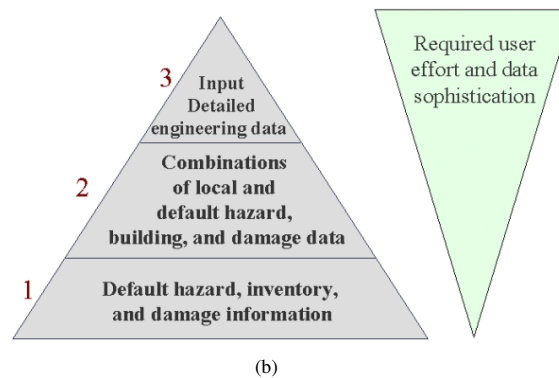 3
Input
Detailed
engineering data
2
Combinations
of local and
default hazard,
building, and damage data
1
Default hazard, inventory,
and damage information
Required user
effort and data
sophistication
(b)